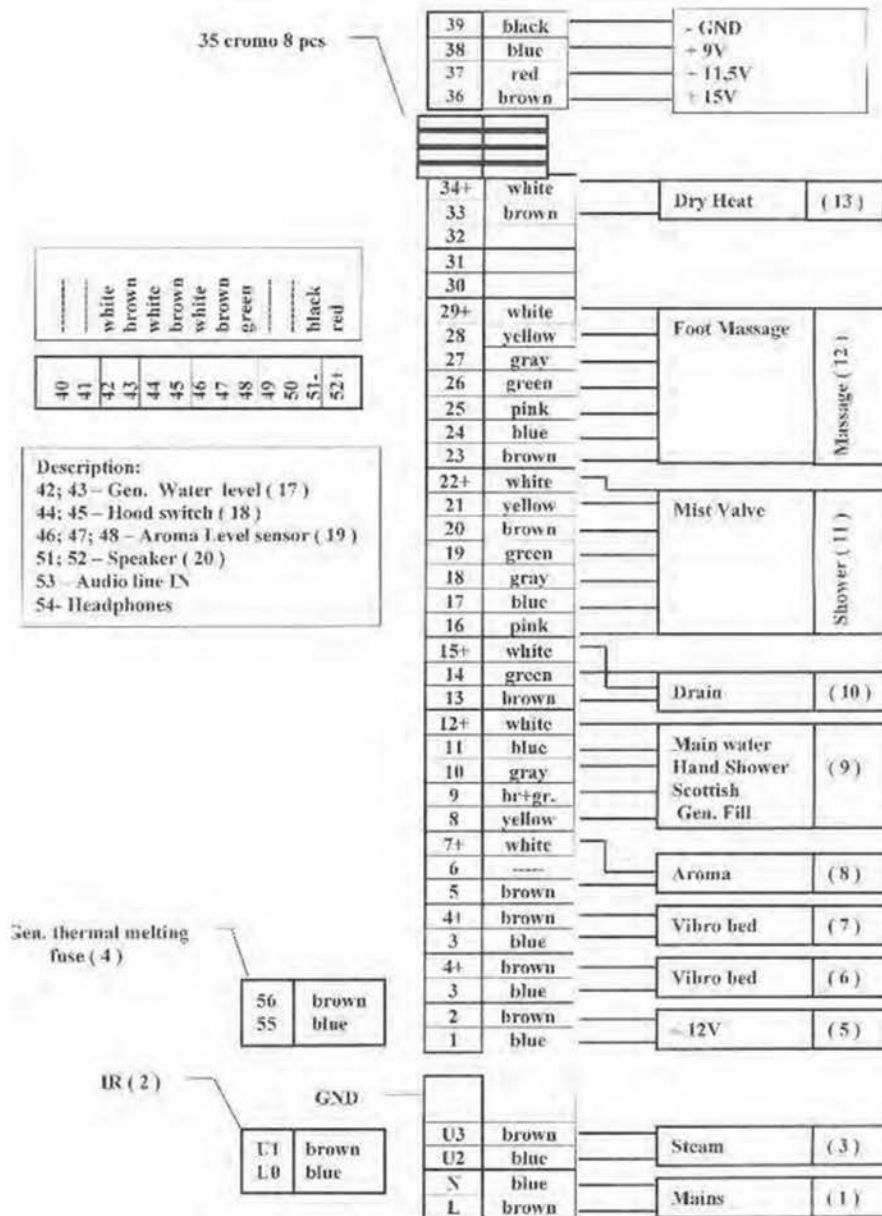 35 cromo 8 pcs
39 black - GND
38 blue + 9V
37 red - 11,5V
36 brown + 15V
34+ white
33 brown
32
Dry Heat ( 13 )
31
30
29+ white
28 yellow
27 gray
26 green
25 pink
24 blue
23 brown
Foot Massage
Massage ( 12 )
22+ white
21 yellow
20 brown
19 green
18 gray
17 blue
16 pink
Mist Valve
Shower ( 11 )
15+ white
14 green
13 brown
Drain ( 10 )
12+ white
11 blue
10 gray
9 br+gr.
8 yellow
Main water
Hand Shower
Scottish
Gen. Fill
( 9 )
7+ white
6 -----
5 brown
Aroma ( 8 )
4+ brown
3 blue
Vibro bed ( 7 )
4+ brown
3 blue
Vibro bed ( 6 )
2 brown
1 blue
~ 12V ( 5 )
GND
U3 brown
U2 blue
Steam ( 3 )
N blue
L brown
Mains ( 1 )
-------- -------- white brown white brown white brown green -------- -------- black red
40 41 42 43 44 45 46 47 48 49 50 51- 52+
Description:
42; 43 – Gen. Water level ( 17 )
44; 45 – Hood switch ( 18 )
46; 47; 48 – Aroma Level sensor ( 19 )
51; 52 – Speaker ( 20 )
53 – Audio line IN
54- Headphones
Gen. thermal melting
fuse ( 4 )
56 brown
55 blue
IR ( 2 )
U1 brown
L0 blue